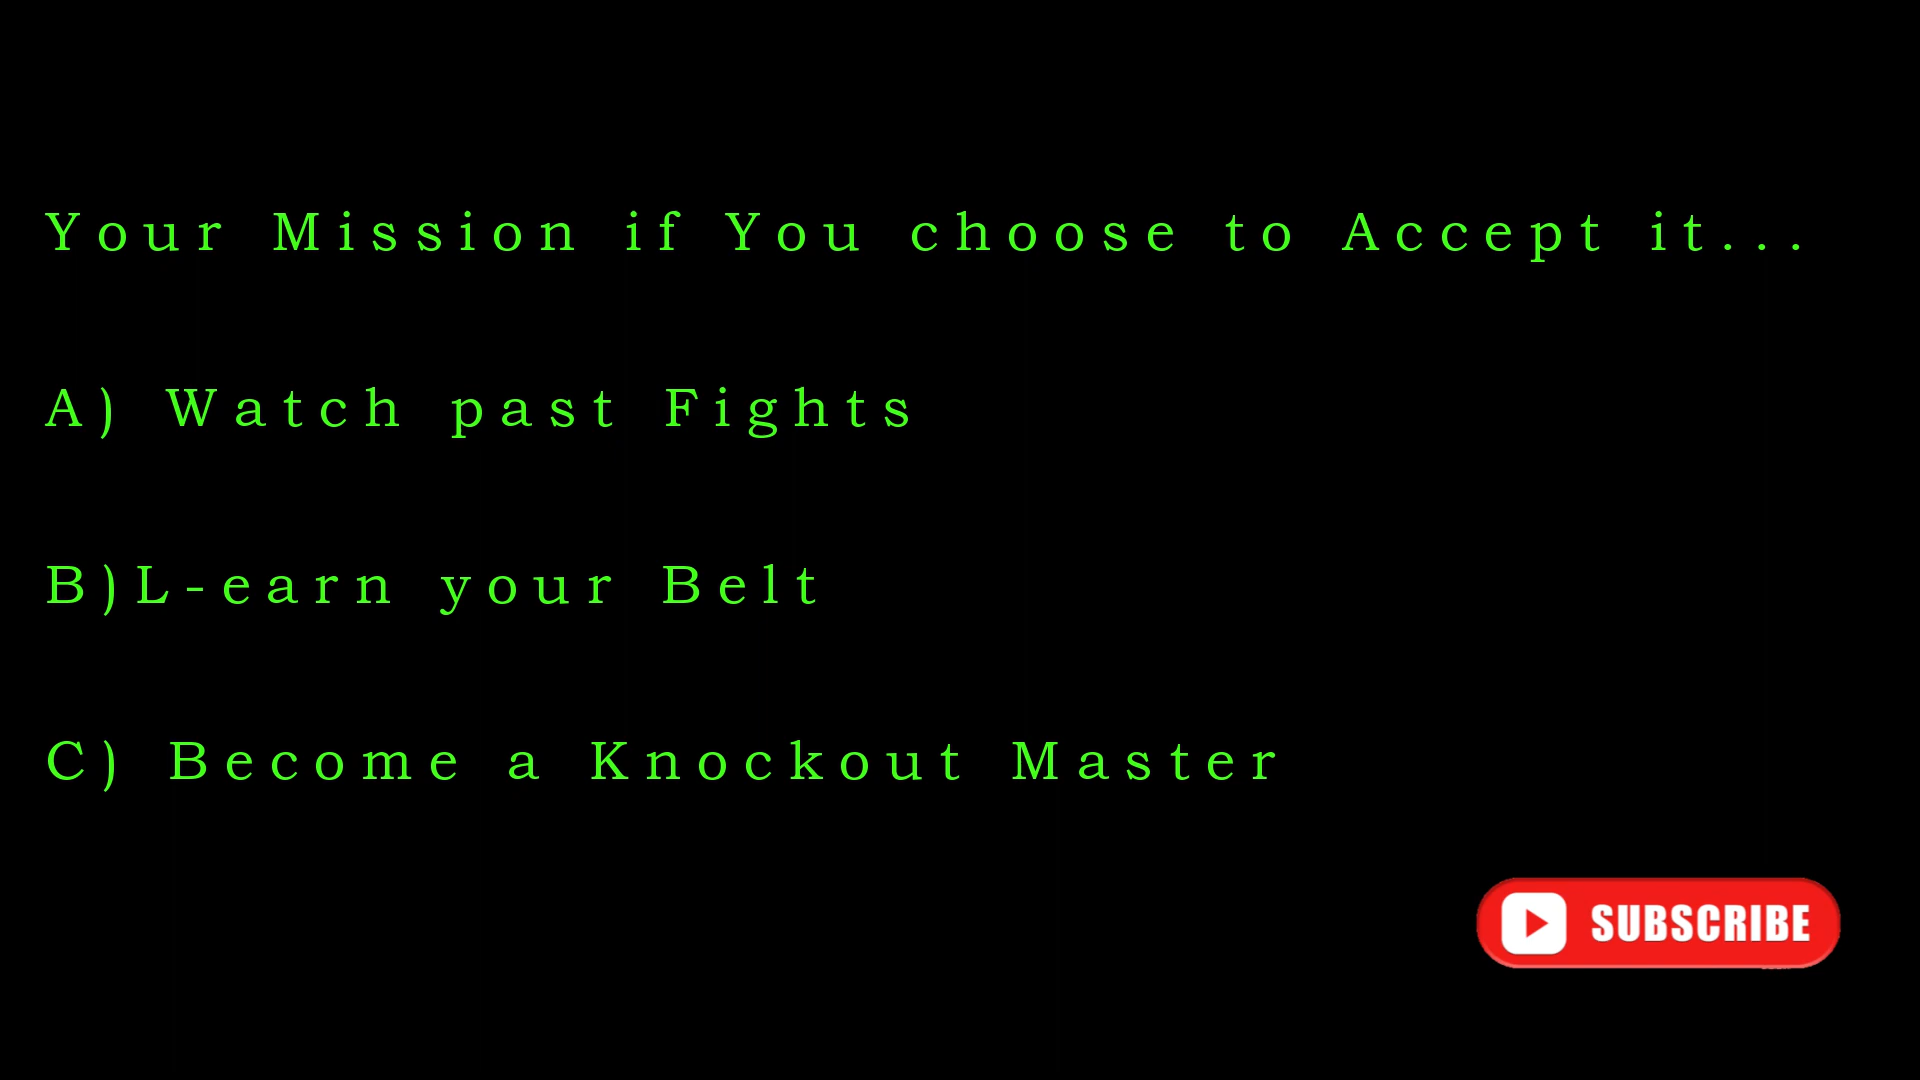 Your Mission if You choose to Accept it...
A) Watch past Fights
B)L-earn your Belt
C) Become a Knockout Master
SUBSCRIBE